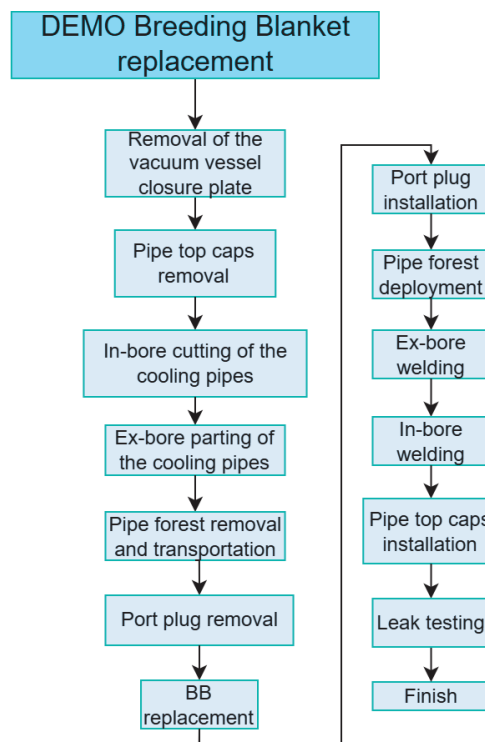 DEMO Breeding Blanket
replacement
Removal of the
vacuum vessel
closure plate
Pipe top caps
removal
In-bore cutting of the
cooling pipes
Ex-bore parting of
the cooling pipes
Pipe forest removal
and transportation
Port plug removal
BB
replacement
Port plug
installation
Pipe forest
deployment
Ex-bore
welding
In-bore
welding
Pipe top caps
installation
Leak testing
Finish